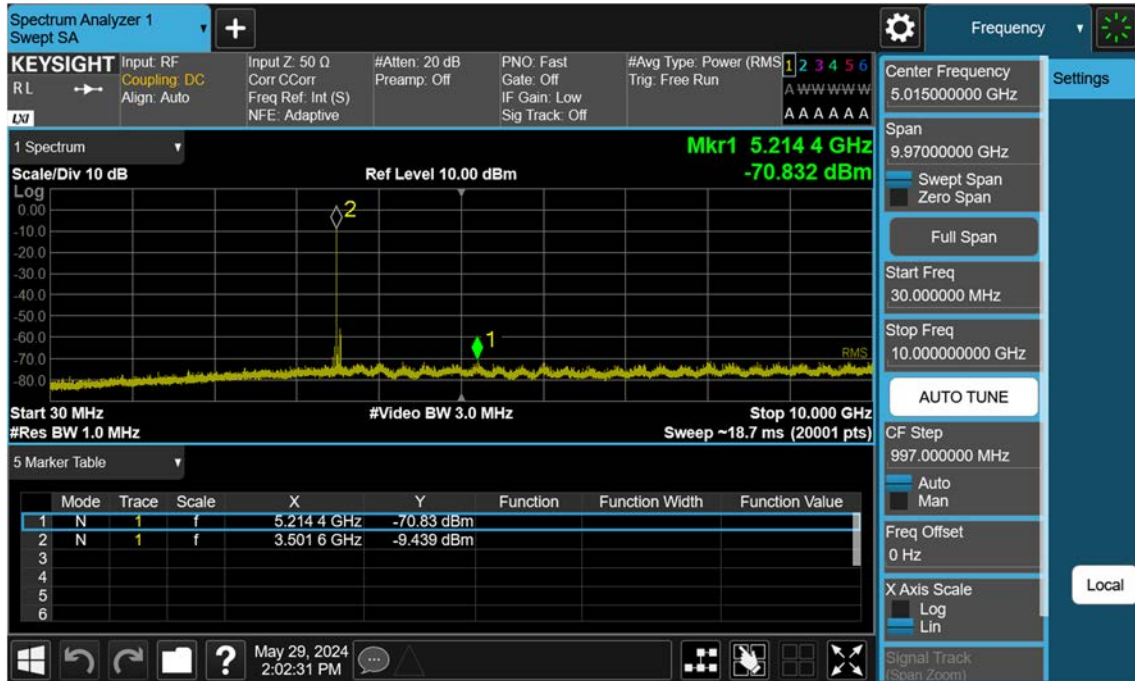 Spectrum Analyzer 1
Swept SA
Frequency
KEYSIGHT
R L
LXI
Input: RF
Coupling: DC
Align: Auto
Input Z: 50 Ω
Corr CCorr
Freq Ref: Int (S)
NFE: Adaptive
#Atten: 20 dB
Preamp: Off
PNO: Fast
Gate: Off
IF Gain: Low
Sig Track: Off
#Avg Type: Power (RMS
Trig: Free Run
1 2 3 4 5 6
A W W W W W
A A A A A A
1 Spectrum
Mkr1 5.214 4 GHz
-70.832 dBm
Scale/Div 10 dB
Ref Level 10.00 dBm
Log
0.00
-10.0
-20.0
-30.0
-40.0
-50.0
-60.0
-70.0
-80.0
2
1
RMS
Start 30 MHz
#Video BW 3.0 MHz
Stop 10.000 GHz
#Res BW 1.0 MHz
Sweep ~18.7 ms (20001 pts)
5 Marker Table
Mode Trace Scale X Y Function Function Width Function Value
1 N 1 f 5.214 4 GHz -70.83 dBm
2 N 1 f 3.501 6 GHz -9.439 dBm
3
4
5
6
May 29, 2024
2:02:31 PM
Center Frequency
5.015000000 GHz
Settings
Span
9.97000000 GHz
Swept Span
Zero Span
Full Span
Start Freq
30.000000 MHz
Stop Freq
10.000000000 GHz
AUTO TUNE
CF Step
997.000000 MHz
Auto
Man
Freq Offset
0 Hz
X Axis Scale
Log
Lin
Local
Signal Track
(Span Zoom)